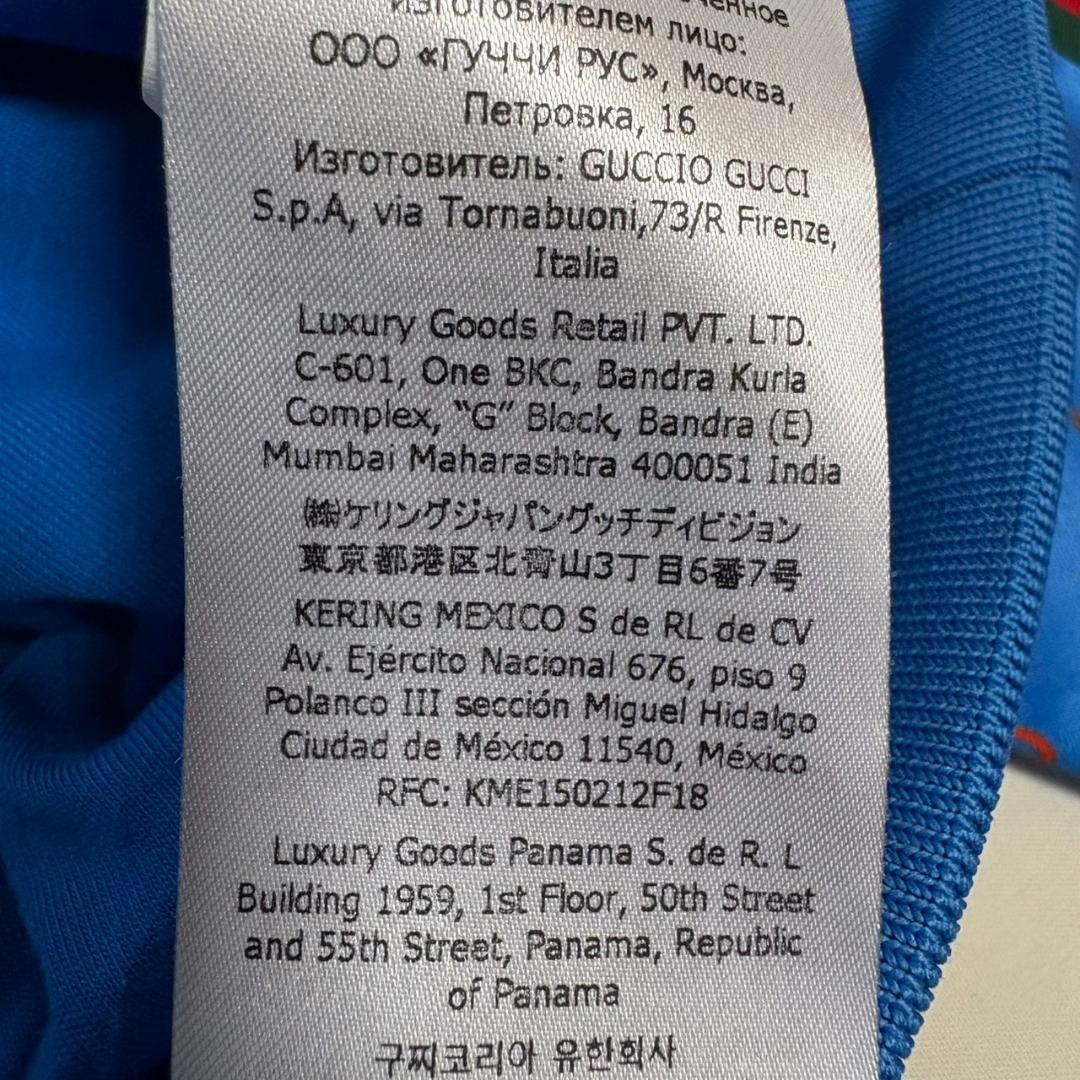 изготовителем лицо:
ООО «ГУЧЧИ РУС», Москва,
Петровка, 16
Изготовитель: GUCCIO GUCCI
S.p.A, via Tornabuoni,73/R Firenze,
Italia
Luxury Goods Retail PVT. LTD.
C-601, One BKC, Bandra Kurla
Complex, “G” Block, Bandra (E)
Mumbai Maharashtra 400051 India
㈱ケリングジャパングッチディビジョン
東京都港区北青山3丁目6番7号
KERING MEXICO S de RL de CV
Av. Ejército Nacional 676, piso 9
Polanco III sección Miguel Hidalgo
Ciudad de México 11540, México
RFC: KME150212F18
Luxury Goods Panama S. de R. L
Building 1959, 1st Floor, 50th Street
and 55th Street, Panama, Republic
of Panama
구찌코리아 유한회사